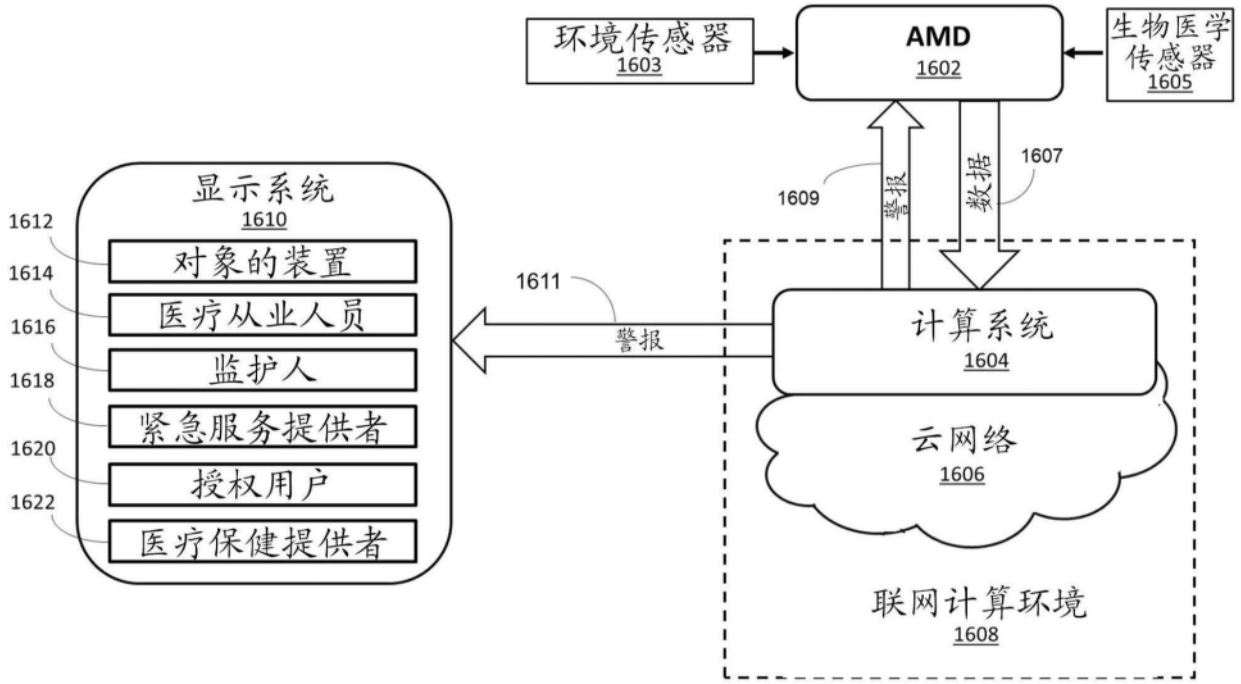 环境传感器
1603
AMD
1602
生物医学
传感器
1605
1609
警报
数据
1607
显示系统
1610
1612
对象的装置
1614
医疗从业人员
1616
监护人
1618
紧急服务提供者
1620
授权用户
1622
医疗保健提供者
1611
警报
计算系统
1604
云网络
1606
联网计算环境
1608